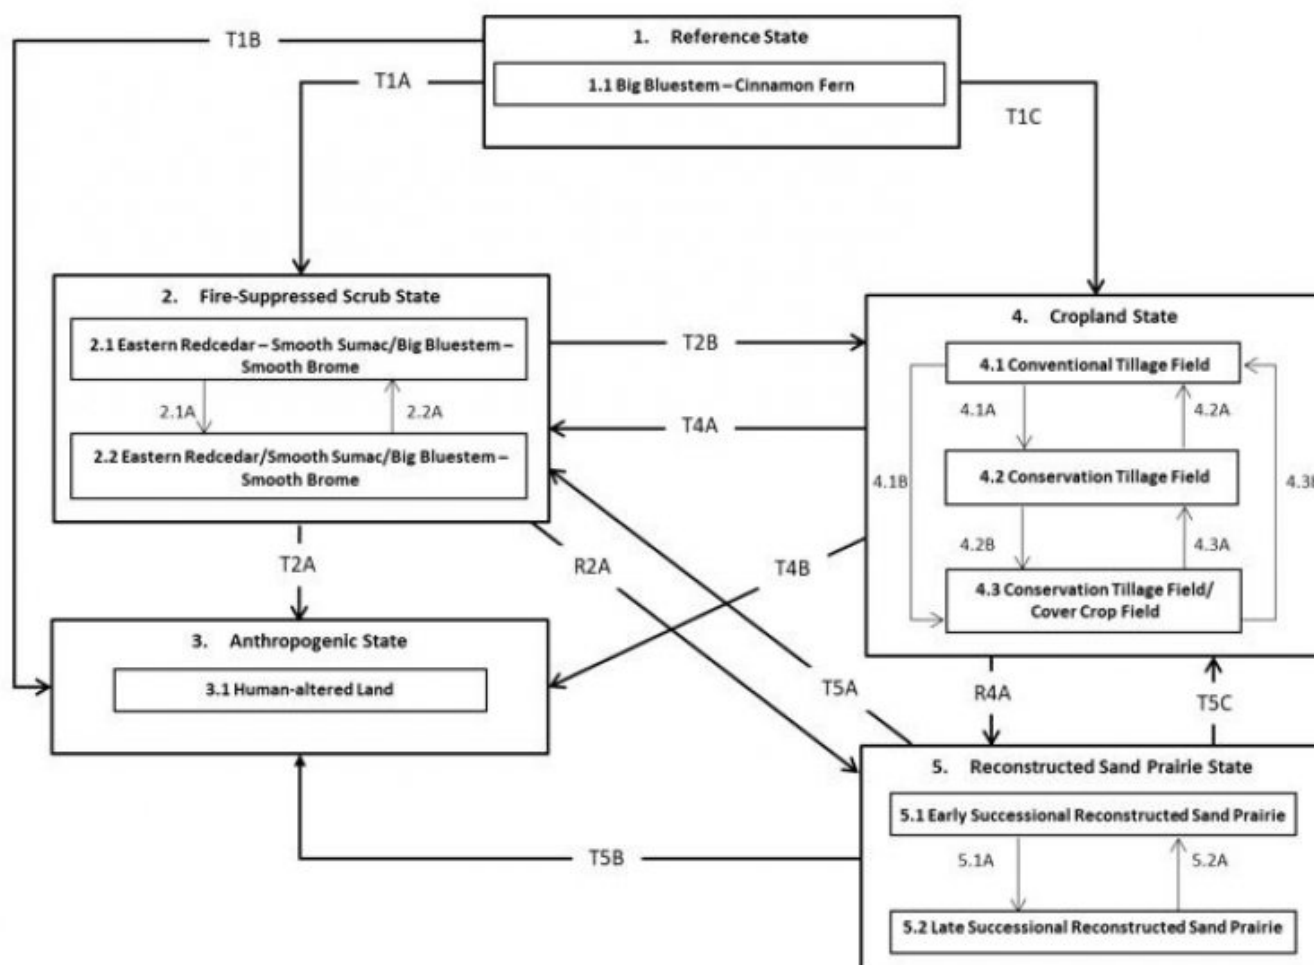 T1B
1. Reference State
T1A
1.1 Big Bluestem – Cinnamon Fern
T1C
2. Fire-Suppressed Scrub State
2.1 Eastern Redcedar – Smooth Sumac/Big Bluestem –
Smooth Brome
2.1A
2.2A
2.2 Eastern Redcedar/Smooth Sumac/Big Bluestem –
Smooth Brome
T2B
T4A
4. Cropland State
4.1 Conventional Tillage Field
4.1A
4.2A
4.1B
4.2 Conservation Tillage Field
4.2B
4.3A
4.3 Conservation Tillage Field/
Cover Crop Field
T2A
R2A
T4B
3. Anthropogenic State
3.1 Human-altered Land
T5A
R4A
T5C
5. Reconstructed Sand Prairie State
5.1 Early Successional Reconstructed Sand Prairie
5.1A
5.2A
5.2 Late Successional Reconstructed Sand Prairie
T5B